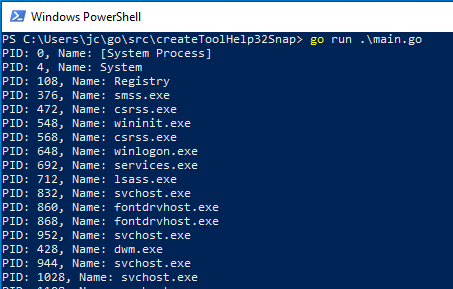 Windows PowerShell
PS C:\Users\jc\go\src\createToolHelp32Snap> go run .\main.go
PID: 0, Name: [System Process]
PID: 4, Name: System
PID: 108, Name: Registry
PID: 376, Name: smss.exe
PID: 472, Name: csrss.exe
PID: 548, Name: wininit.exe
PID: 568, Name: csrss.exe
PID: 648, Name: winlogon.exe
PID: 692, Name: services.exe
PID: 712, Name: lsass.exe
PID: 832, Name: svchost.exe
PID: 860, Name: fontdrvhost.exe
PID: 868, Name: fontdrvhost.exe
PID: 952, Name: svchost.exe
PID: 428, Name: dwm.exe
PID: 944, Name: svchost.exe
PID: 1028, Name: svchost.exe